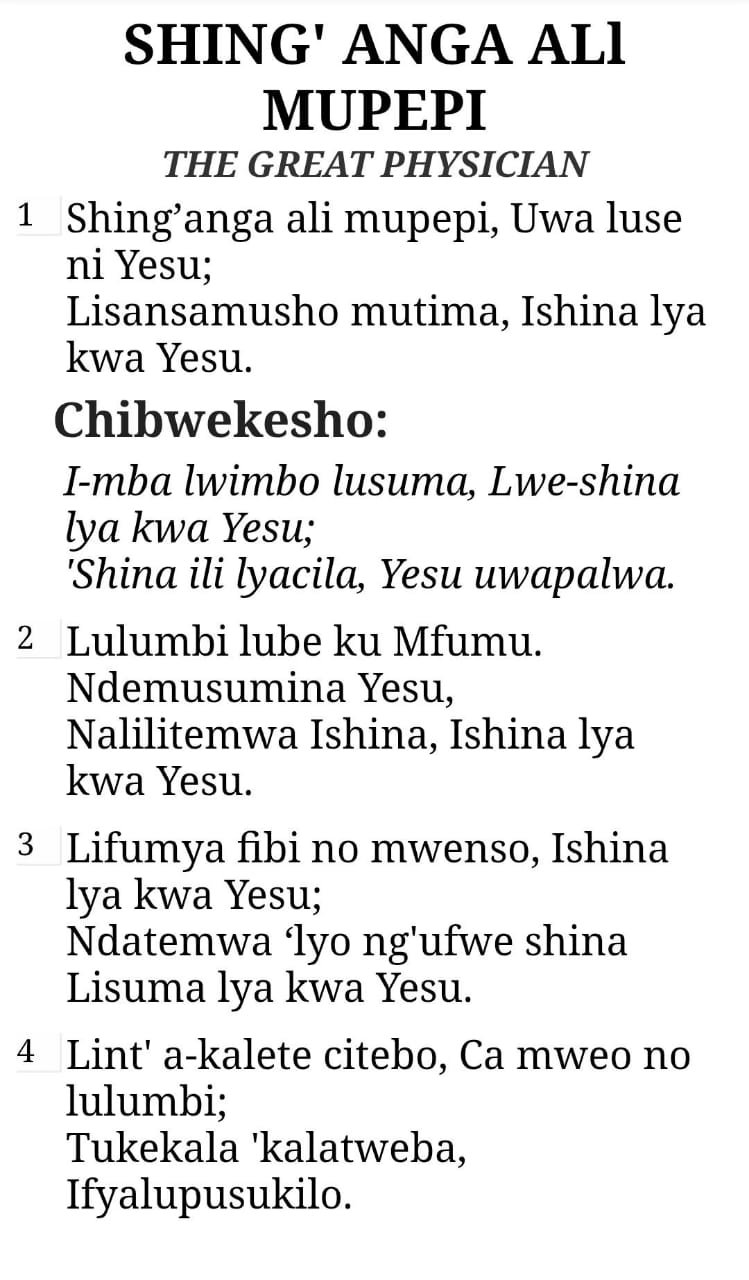 SHING' ANGA ALl
MUPEPI
THE GREAT PHYSICIAN
1 Shing’anga ali mupepi, Uwa luse
ni Yesu;
Lisansamusho mutima, Ishina lya
kwa Yesu.
Chibwekesho:
I-mba lwimbo lusuma, Lwe-shina
lya kwa Yesu;
'Shina ili lyacila, Yesu uwapalwa.
2 Lulumbi lube ku Mfumu.
Ndemusumina Yesu,
Nalilitemwa Ishina, Ishina lya
kwa Yesu.
3 Lifumya fibi no mwenso, Ishina
lya kwa Yesu;
Ndatemwa ‘lyo ng'ufwe shina
Lisuma lya kwa Yesu.
4 Lint' a-kalete citebo, Ca mweo no
lulumbi;
Tukekala 'kalatweba,
Ifyalupusukilo.